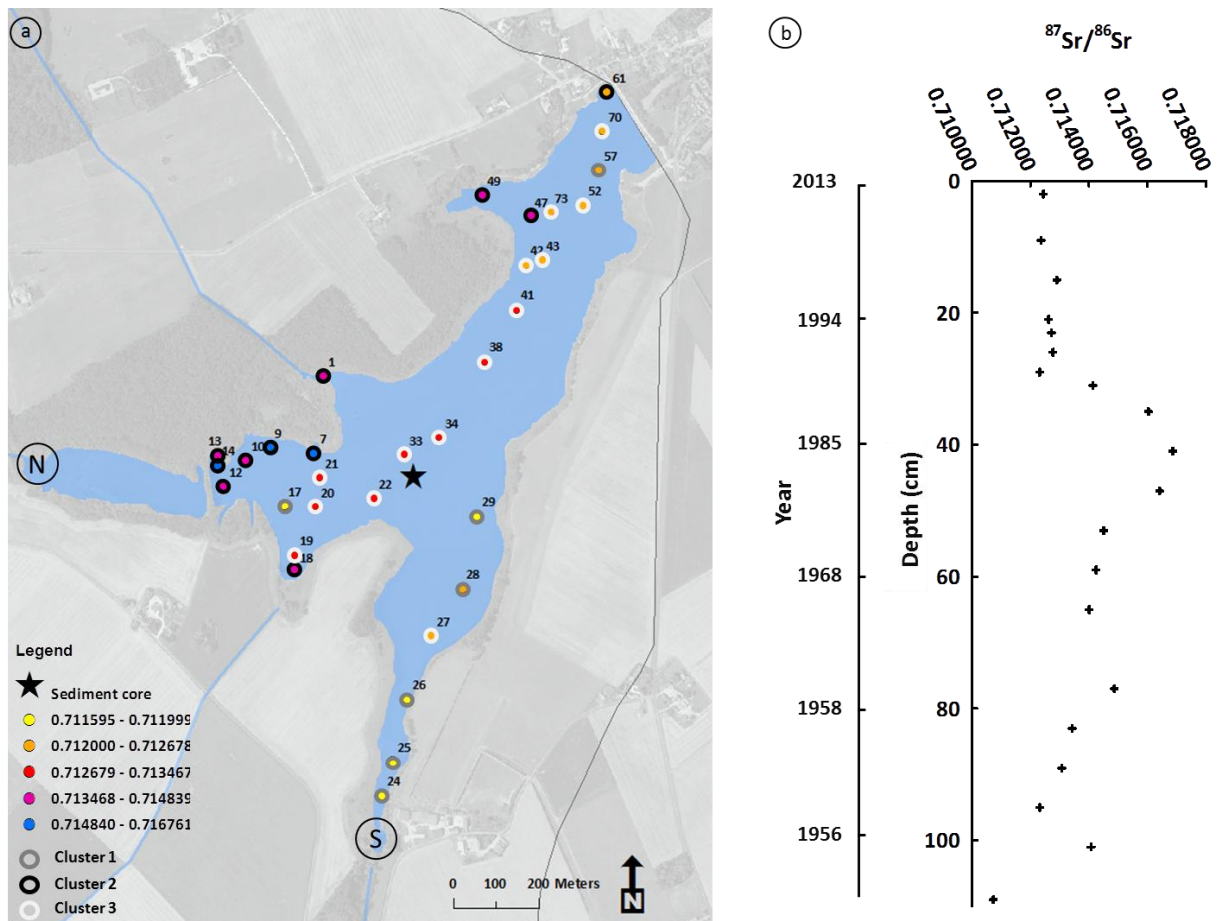 a
61
70
57
49
52
47 73
42 43
41
38
1
34
33
9
13 7
14 10
21
12
22
17 20
29
19
18
28
27
26
25
24
N
S
Legend
Sediment core
0.711595 - 0.711999
0.712000 - 0.712678
0.712679 - 0.713467
0.713468 - 0.714839
0.714840 - 0.716761
Cluster 1
Cluster 2
Cluster 3
0 100 200 Meters
N
b
87Sr/86Sr
0.710000 0.712000 0.714000 0.716000 0.718000
Year
2013
1994
1985
1968
1958
1956
Depth (cm)
0
20
40
60
80
100